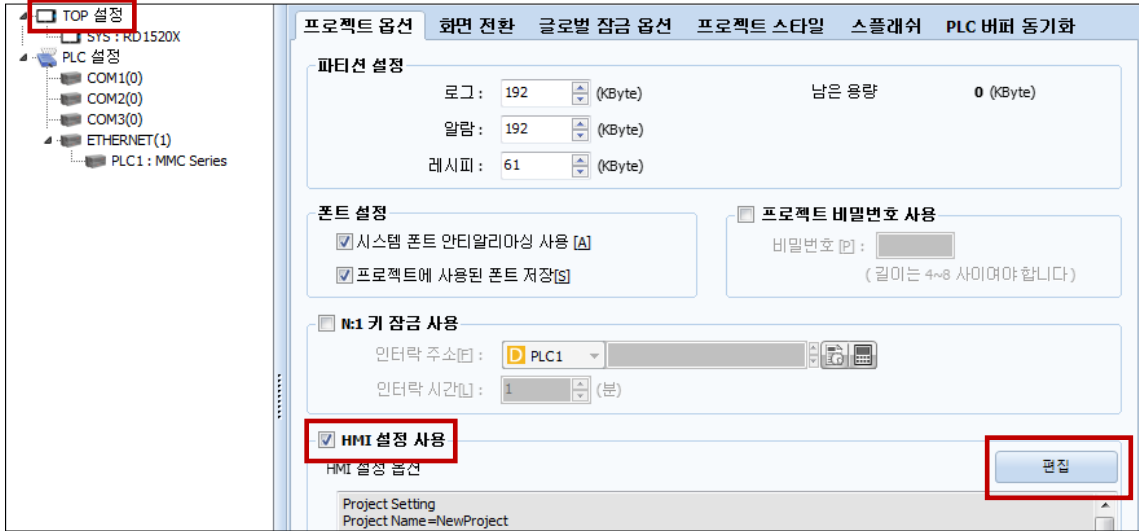 TOP 설정
SYS : RD1520X
PLC 설정
COM1(0)
COM2(0)
COM3(0)
ETHERNET(1)
PLC1 : MMC Series
프로젝트 옵션 화면 전환 글로벌 잠금 옵션 프로젝트 스타일 스플래쉬 PLC 버퍼 동기화
파티션 설정
로그 : 192 (KByte) 남은 용량 0 (KByte)
알람 : 192 (KByte)
레시피 : 61 (KByte)
폰트 설정
시스템 폰트 안티알리아싱 사용 [A]
프로젝트에 사용된 폰트 저장[S]
프로젝트 비밀번호 사용
비밀번호 [P] :
( 길이는 4~8 사이여야 합니다 )
N:1 키 잠금 사용
인터락 주소[F] : D PLC1
인터락 시간[L] : 1 (분)
HMI 설정 사용
HMI 설정 옵션
편집
Project Setting
Project Name=NewProject